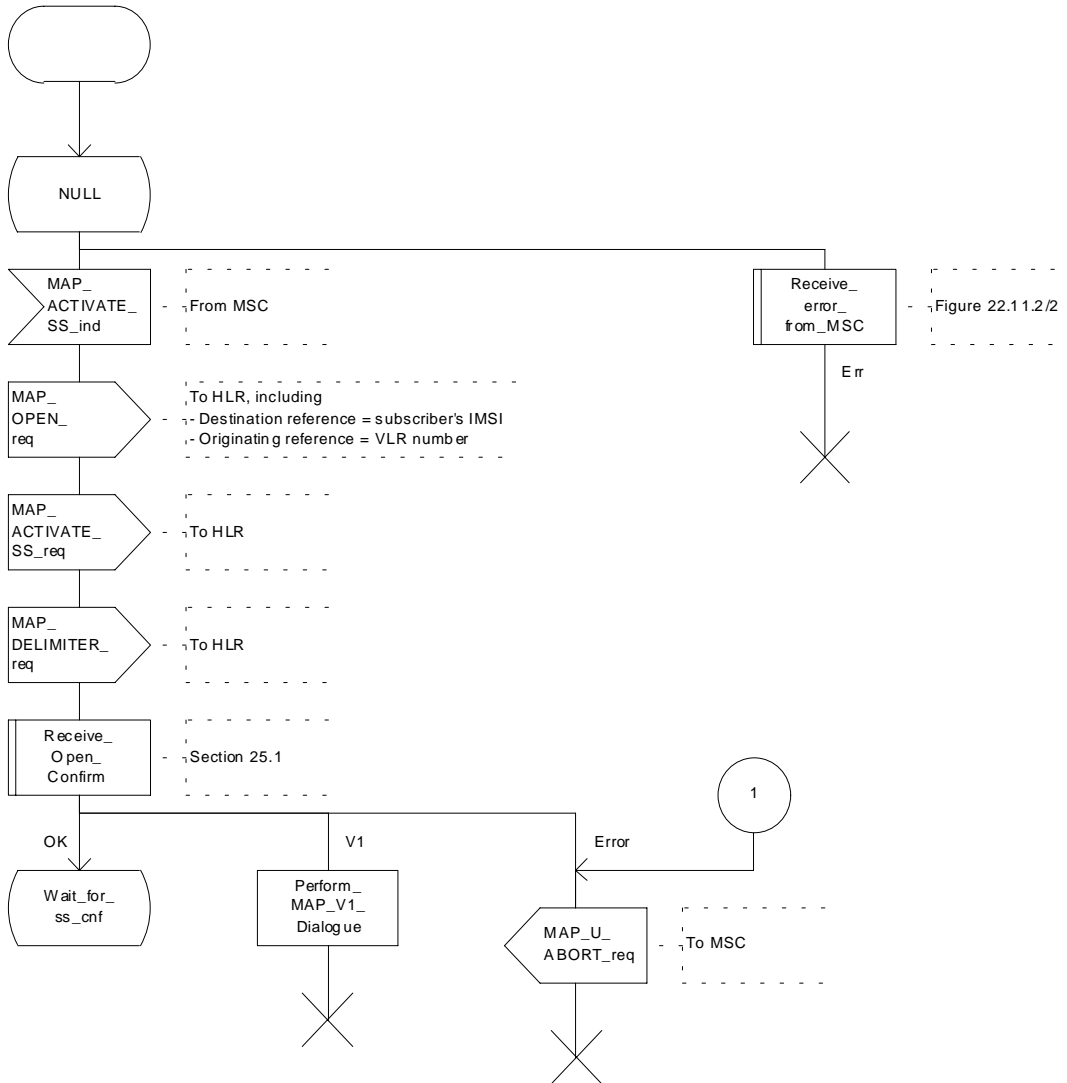 NULL
MAP_
ACTIVATE_
SS_ind
From MSC
Receive_
error_
from_MSC
Figure 22.11.2/2
Err
MAP_
OPEN_
req
To HLR, including
- Destination reference = subscriber's IMSI
- Originating reference = VLR number
MAP_
ACTIVATE_
SS_req
To HLR
MAP_
DELIMITER_
req
To HLR
Receive_
Open_
Confirm
Section 25.1
1
OK
V1
Error
Wait_for_
ss_cnf
Perform_
MAP_V1_
Dialogue
MAP_U_
ABORT_req
To MSC